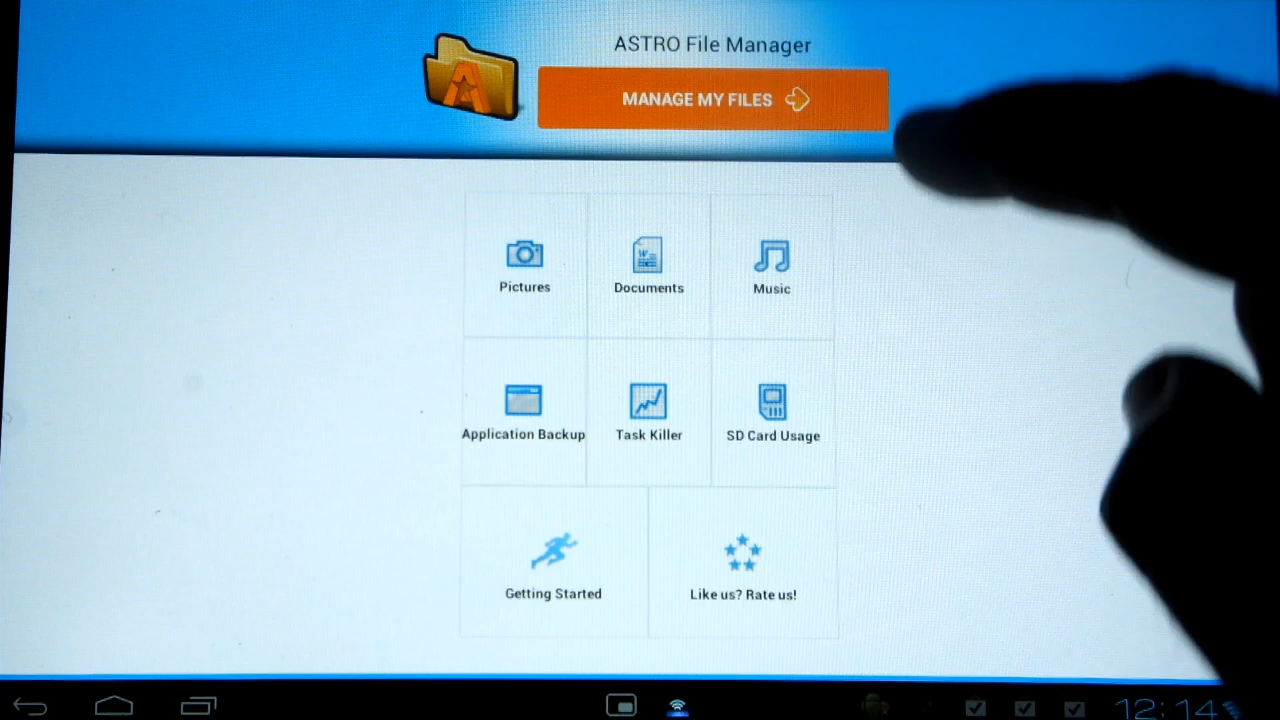 ASTRO File Manager
MANAGE MY FILES
Pictures
Documents
Music
Application Backup
Task Killer
SD Card Usage
Getting Started
Like us? Rate us!
12:14